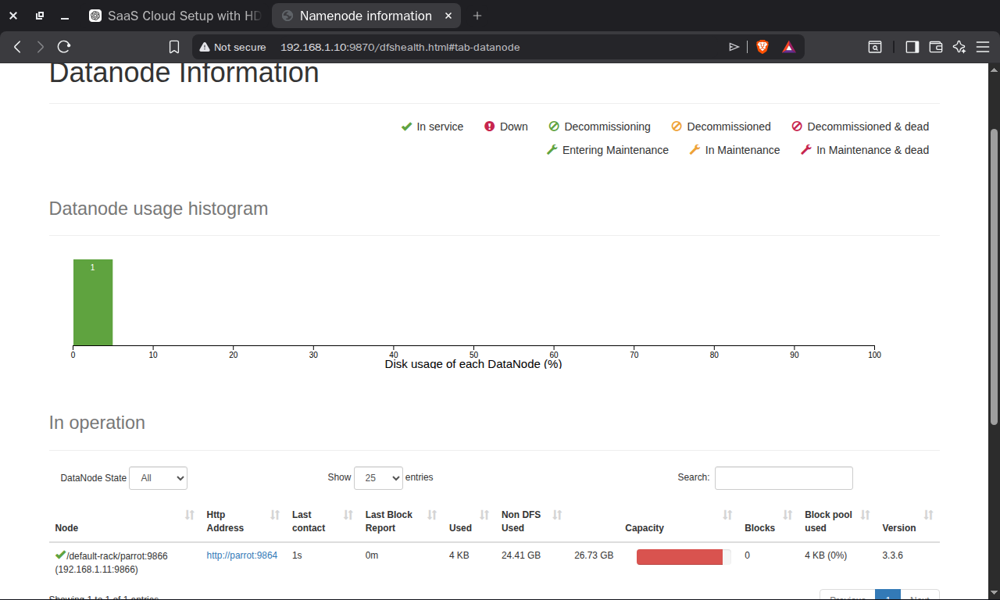 SaaS Cloud Setup with HD
Namenode information
Not secure
192.168.1.10:9870/dfshealth.html#tab-datanode
Datanode Information
In service
Down
Decommissioning
Decommissioned
Decommissioned & dead
Entering Maintenance
In Maintenance
In Maintenance & dead
Datanode usage histogram
1
0 10 20 30 40 50 60 70 80 90 100
Disk usage of each DataNode (%)
In operation
DataNode State All
Show 25 entries
Search:
Node
Http Address
Last contact
Last Block Report
Used
Non DFS Used
Capacity
Blocks
Block pool used
Version
/default-rack/parrot:9866 (192.168.1.11:9866)
http://parrot:9864
1s
0m
4 KB
24.41 GB
26.73 GB
0
4 KB (0%)
3.3.6
Showing 1 to 1 of 1 entries
Previous
1
Next